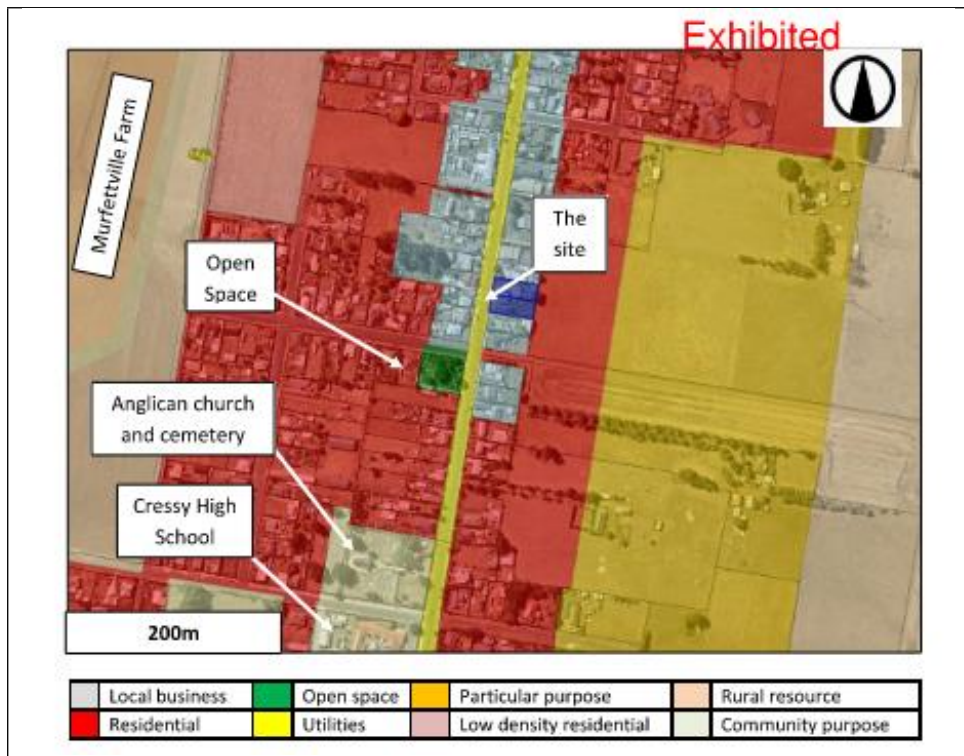 Exhibited
Murfettville Farm
The
site
Open
Space
Anglican church
and cemetery
Cressy High
School
200m
Local business
Open space
Particular purpose
Rural resource
Residential
Utilities
Low density residential
Community purpose